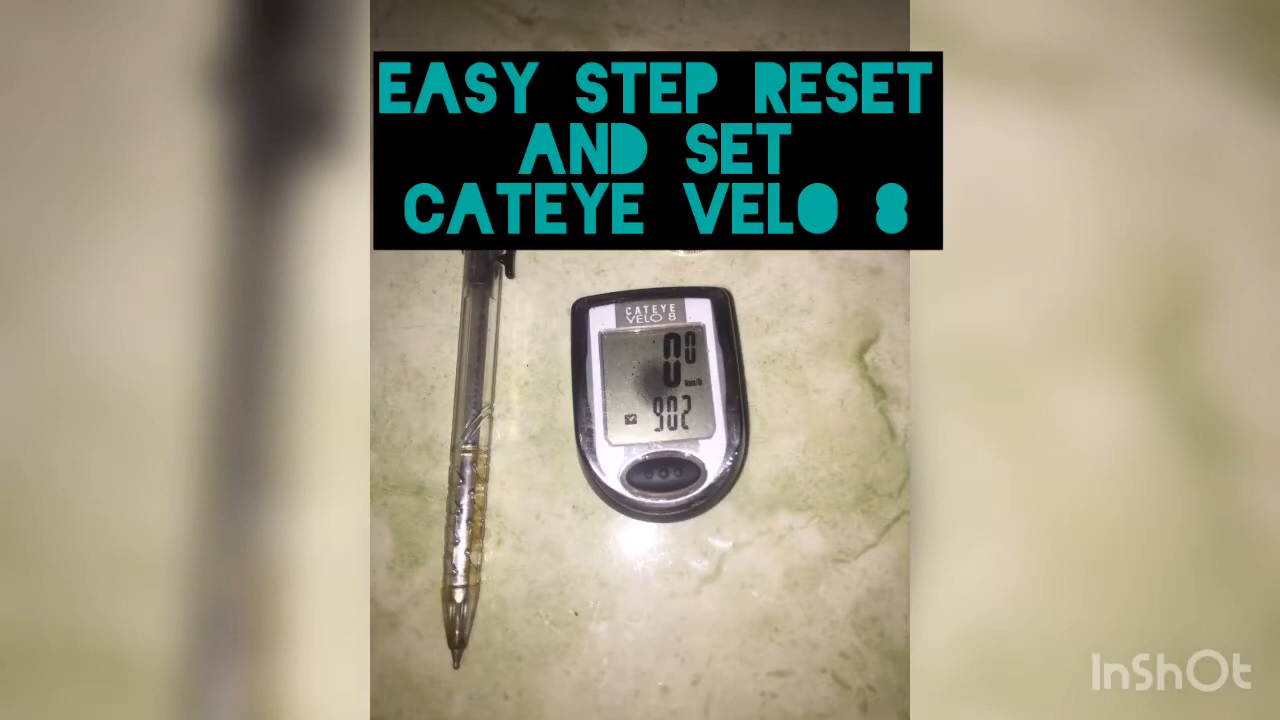 EASY STEP RESET
AND SET
CATEYE VELO 8
CATEYE
VELO 8
0.0
km/h
902
InShOt